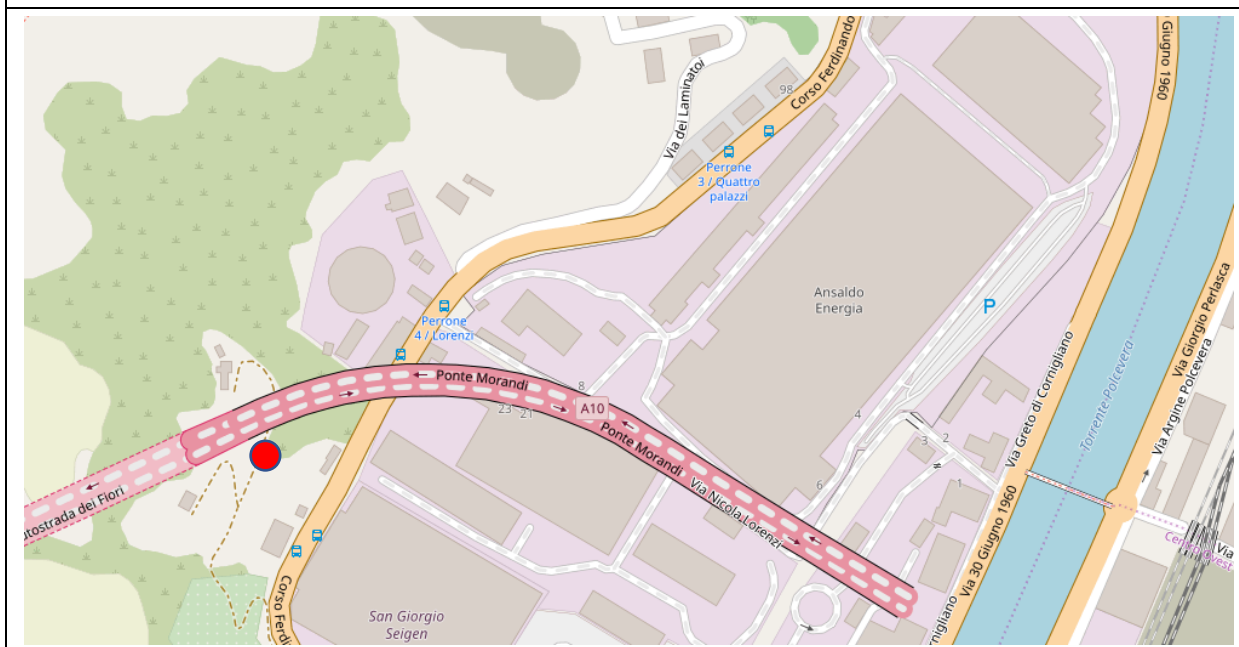 Giugno 1960
98
Corso Ferdinando
Via dei Laminatoi
Perrone
3 / Quattro
palazzi
Via Giorgio Perlasca
Ansaldo
Energia
P
Perrone
4 / Lorenzi
Torrente Polcevera
Via Greto di Cornigliano
Via Argine Polcevera
Ponte Morandi
8
A10
23
21
4
Ponte Morandi
3
2
1
6
Via Nicola Lorenzi
utostrada dei Fiori
Via 30 Giugno 1960
Centro Ovest
Via
Corso Ferdi
San Giorgio
Seigen
rnigliano